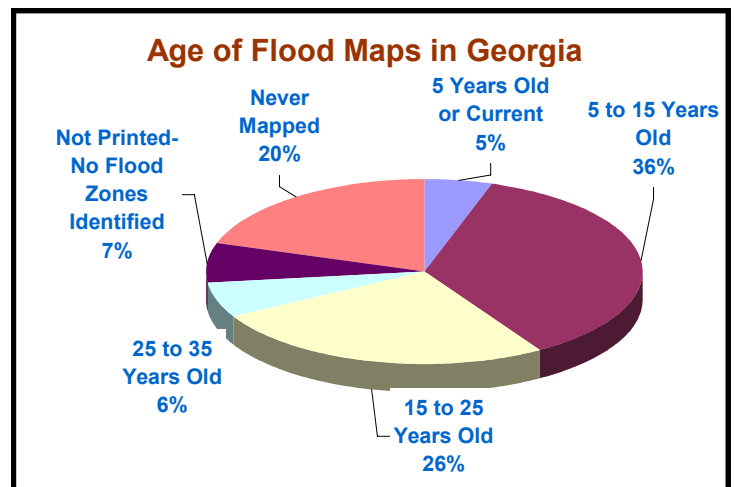 Age of Flood Maps in Georgia
5 Years Old
or Current
5%
5 to 15 Years
Old
36%
Never
Mapped
20%
Not Printed-
No Flood
Zones
Identified
7%
25 to 35
Years Old
6%
15 to 25
Years Old
26%